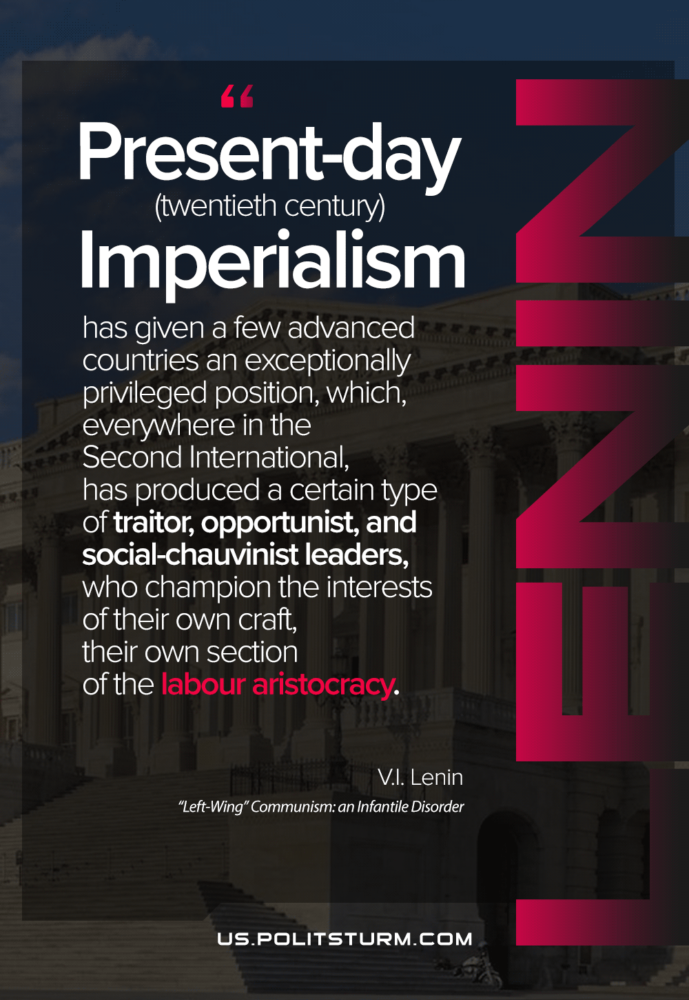 “
Present-day
(twentieth century)
Imperialism
has given a few advanced
countries an exceptionally
privileged position, which,
everywhere in the
Second International,
has produced a certain type
of traitor, opportunist, and
social-chauvinist leaders,
who champion the interests
of their own craft,
their own section
of the labour aristocracy.
V.I. Lenin
“Left-Wing” Communism: an Infantile Disorder
LENIN
US.POLITSTURM.COM